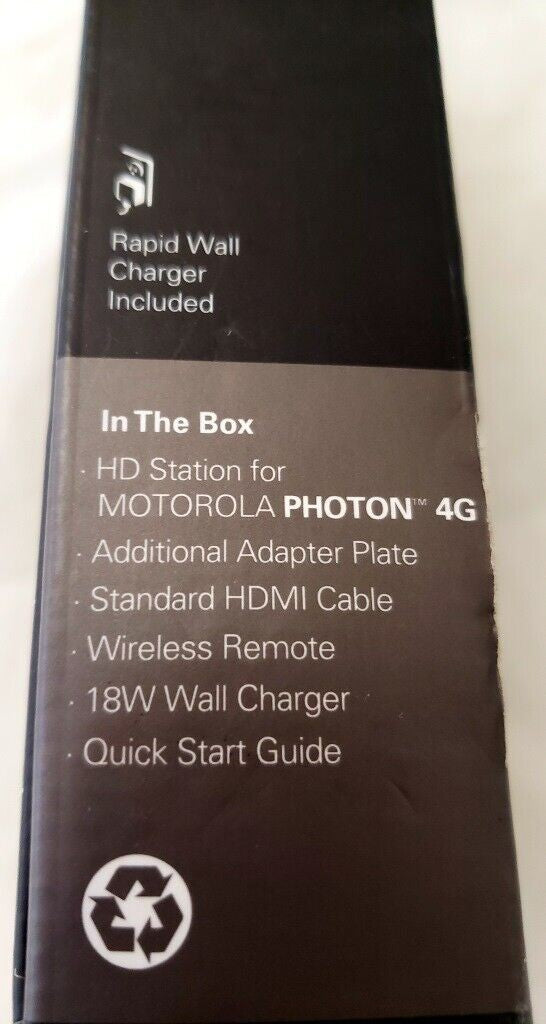 Rapid Wall
Charger
Included
In The Box
· HD Station for
MOTOROLA PHOTON™ 4G
· Additional Adapter Plate
· Standard HDMI Cable
· Wireless Remote
· 18W Wall Charger
· Quick Start Guide